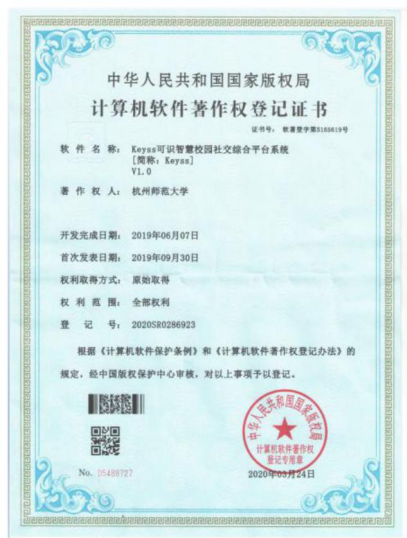 中华人民共和国国家版权局
计算机软件著作权登记证书
证书号: 软著登字第5165619号
软件名称: Keyss可识智慧校园社交综合平台系统
[简称: Keyss]
V1.0
著作权人: 杭州师范大学
开发完成日期: 2019年06月07日
首次发表日期: 2019年09月30日
权利取得方式: 原始取得
权利范围: 全部权利
登记号: 2020SR0286923
根据《计算机软件保护条例》和《计算机软件著作权登记办法》的
规定, 经中国版权保护中心审核, 对以上事项予以登记。
中华人民共和国国家版权局
计算机软件著作权
登记专用章
No. 05488727
2020年03月24日